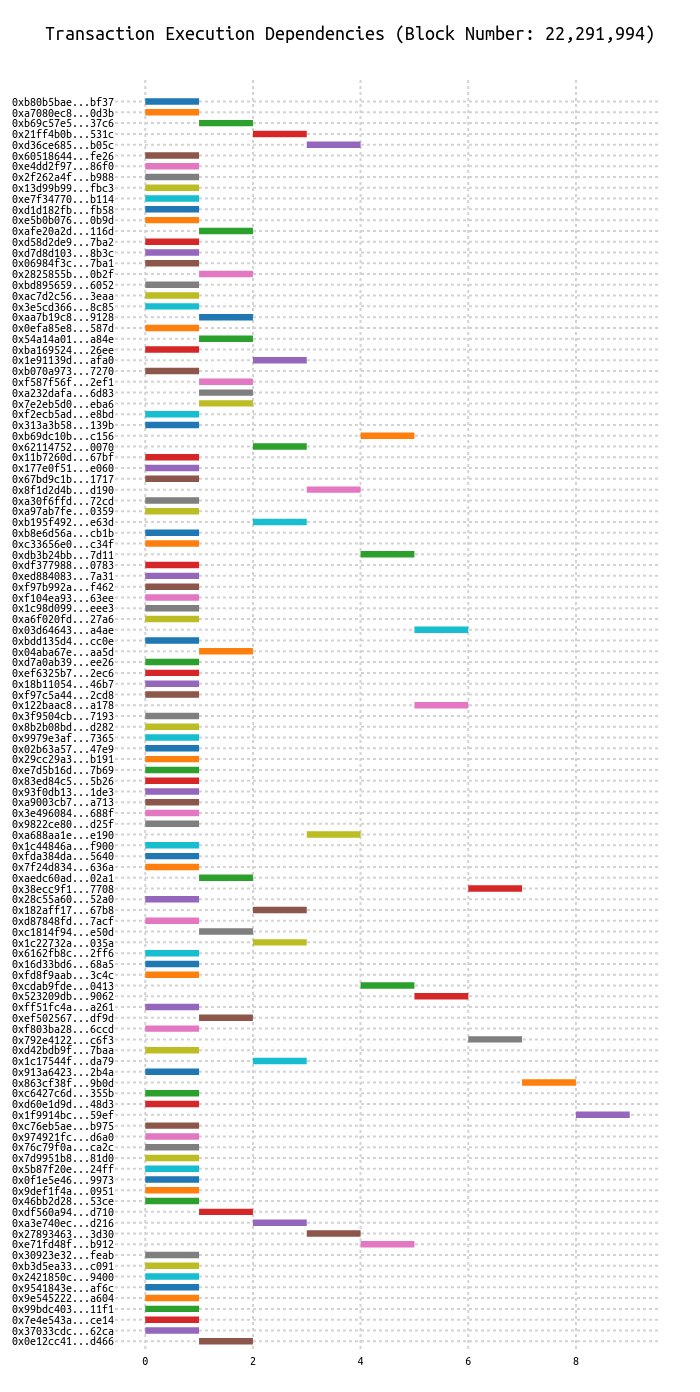 Transaction Execution Dependencies (Block Number: 22,291,994)
0xb80b5bae...bf37
0xa7080ec8...0d3b
0xb69c57e5...37c6
0x21ff4b0b...531c
0xd36ce685...b05c
0x60518644...fe26
0xe4dd2f97...86f0
0x2f262a4f...b988
0x13d99b99...fbc3
0xe7f34770...b114
0xd1d182fb...fb58
0xe5b0b076...0b9d
0xafe20a2d...116d
0xd58d2de9...7ba2
0xd7d8d103...8b3c
0x06984f3c...7ba1
0x2825855b...0b2f
0xbd895659...6052
0xac7d2c56...3eaa
0x3e5cd366...8c85
0xaa7b19c8...9128
0x0efa85e8...587d
0x54a14a01...a84e
0xba169524...26ee
0x1e91139d...afa0
0xb070a973...7270
0xf587f56f...2ef1
0xa232dafa...6d83
0x7e2eb5d0...eba6
0xf2ecb5ad...e8bd
0x313a3b58...139b
0xb69dc10b...c156
0x62114752...0070
0x11b7260d...67bf
0x177e0f51...e060
0x67bd9c1b...1717
0x8f1d2d4b...d190
0xa30f6ffd...72cd
0xa97ab7fe...0359
0xb195f492...e63d
0xb8e6d56a...cb1b
0xc33656e0...c34f
0xdb3b24bb...7d11
0xdf377988...0783
0xed884083...7a31
0xf97b992a...f462
0xf104ea93...63ee
0x1c98d099...eee3
0xa6f020fd...27a6
0x03d64643...a4ae
0xbdd135d4...cc0e
0x04aba67e...aa5d
0xd7a0ab39...ee26
0xef6325b7...2ec6
0x18b11054...46b7
0xf97c5a44...2cd8
0x122baac8...a178
0x3f9504cb...7193
0x8b2b08bd...d282
0x9979e3af...7365
0x02b63a57...47e9
0x29cc29a3...b191
0xe7d5b16d...7b69
0x83ed84c5...5b26
0x93f0db13...1de3
0xa9003cb7...a713
0x3e496084...688f
0x9822ce80...d25f
0xa688aa1e...e190
0x1c44846a...f900
0xfda384da...5640
0x7f24d834...636a
0xaedc60ad...02a1
0x38ecc9f1...7708
0x28c55a60...52a0
0x182aff17...67b8
0xd87848fd...7acf
0xc1814f94...e50d
0x1c22732a...035a
0x6162fb8c...2ff6
0x16d33bd6...68a5
0xfd8f9aab...3c4c
0xcdab9fde...0413
0x523209db...9062
0xff51fc4a...a261
0xef502567...df9d
0xf803ba28...6ccd
0x792e4122...c6f3
0xd42bdb9f...7baa
0x1c17544f...da79
0x913a6423...2b4a
0x863cf38f...9b0d
0xc6427c6d...355b
0xd60e1d9d...48d3
0x1f9914bc...59ef
0xc76eb5ae...b975
0x974921fc...d6a0
0x76c79f0a...ca2c
0x7d9951b8...81d0
0x5b87f20e...24ff
0x0f1e5e46...9973
0x9def1f4a...0951
0x46bb2d28...53ce
0xdf560a94...d710
0xa3e740ec...d216
0x27893463...3d30
0xe71fd48f...b912
0x30923e32...feab
0xb3d5ea33...c091
0x2421850c...9400
0x9541843e...af6c
0x9e545222...a604
0x99bdc403...11f1
0x7e4e543a...ce14
0x37033cdc...62ca
0x0e12cc41...d466
0 2 4 6 8